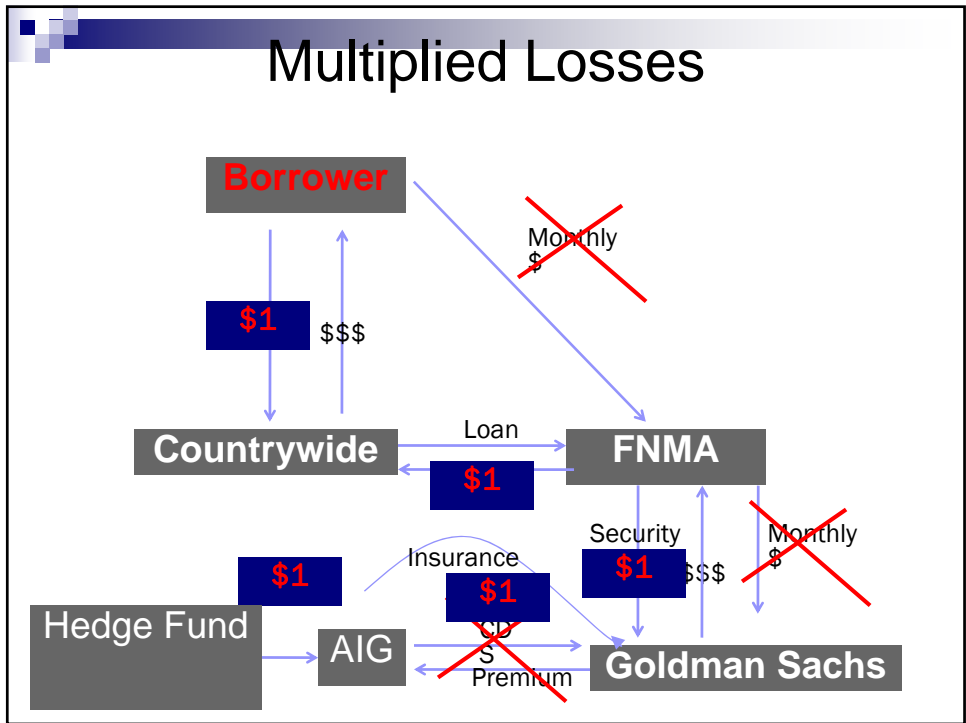 Multiplied Losses
Borrower
Monthly
$
$1
$$$
Countrywide
Loan
FNMA
$1
Security
Monthly
$
Insurance
$1
$$$
$1
$1
Hedge Fund
AIG
CD
S
Premium
Goldman Sachs